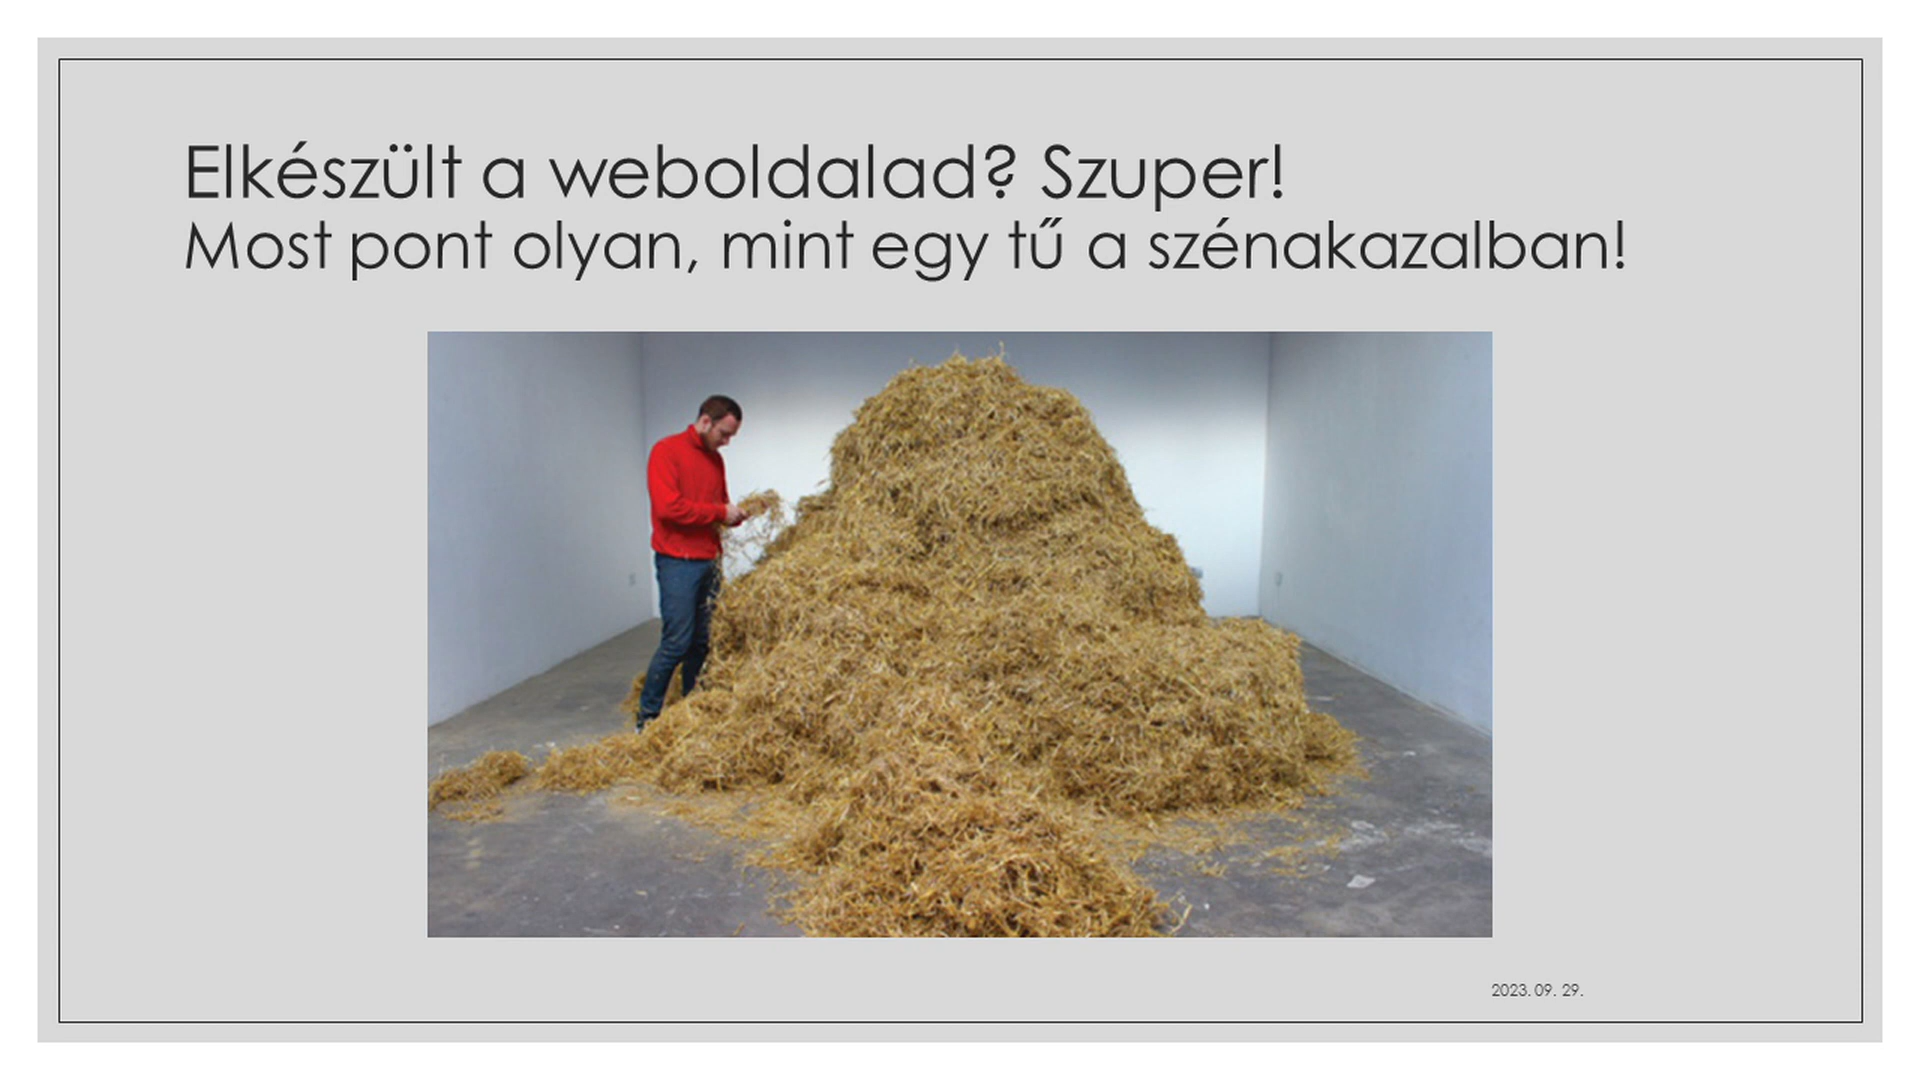 Elkészült a weboldalad? Szuper!
Most pont olyan, mint egy tű a szénakazalban!
2023. 09. 29.